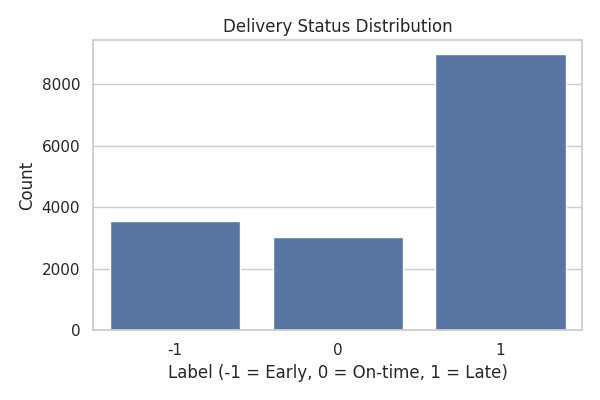 Delivery Status Distribution
Count
8000
6000
4000
2000
0
-1
0
1
Label (-1 = Early, 0 = On-time, 1 = Late)